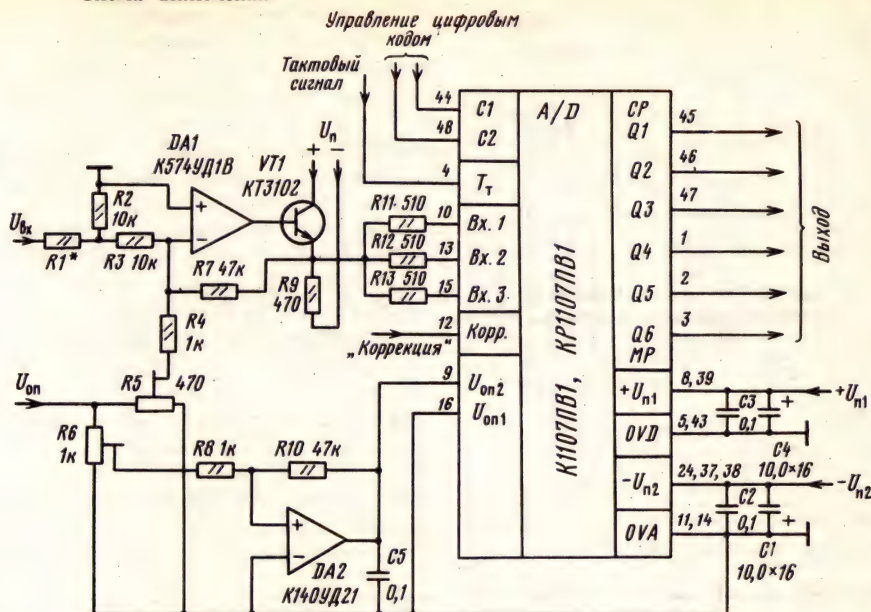 Управление цифровым
кодом
Тактовый
сигнал
44
48
4
C1
C2
A/D
CP
Q1
45
Q2
46
Q3
47
Q4
1
Q5
2
Q6
3
MP
Выход
DA1
К574УД1В
VT1
КТ3102
Uп
+ −
R2
10к
Uвх
R1*
R3 10к
R7 47к
R9
470
R11 510
R12 510
R13 510
10
13
15
Tт
Вх. 1
Вх. 2
Вх. 3
12
Корр.
„Коррекция"
R4
1к
R5
470
Uоп
R6
1к
R8 1к
R10 47к
9
16
Uоп2
Uоп1
К1107ПВ1, КР1107ПВ1
+
−
DA2
К140УД21
C5
0,1
+Uп1
8, 39
C3
0,1
+
+Uп1
OVD
5, 43
C4
10,0×16
−Uп2
24, 37, 38
−Uп2
C2
0,1
OVA
11, 14
+
C1
10,0×16